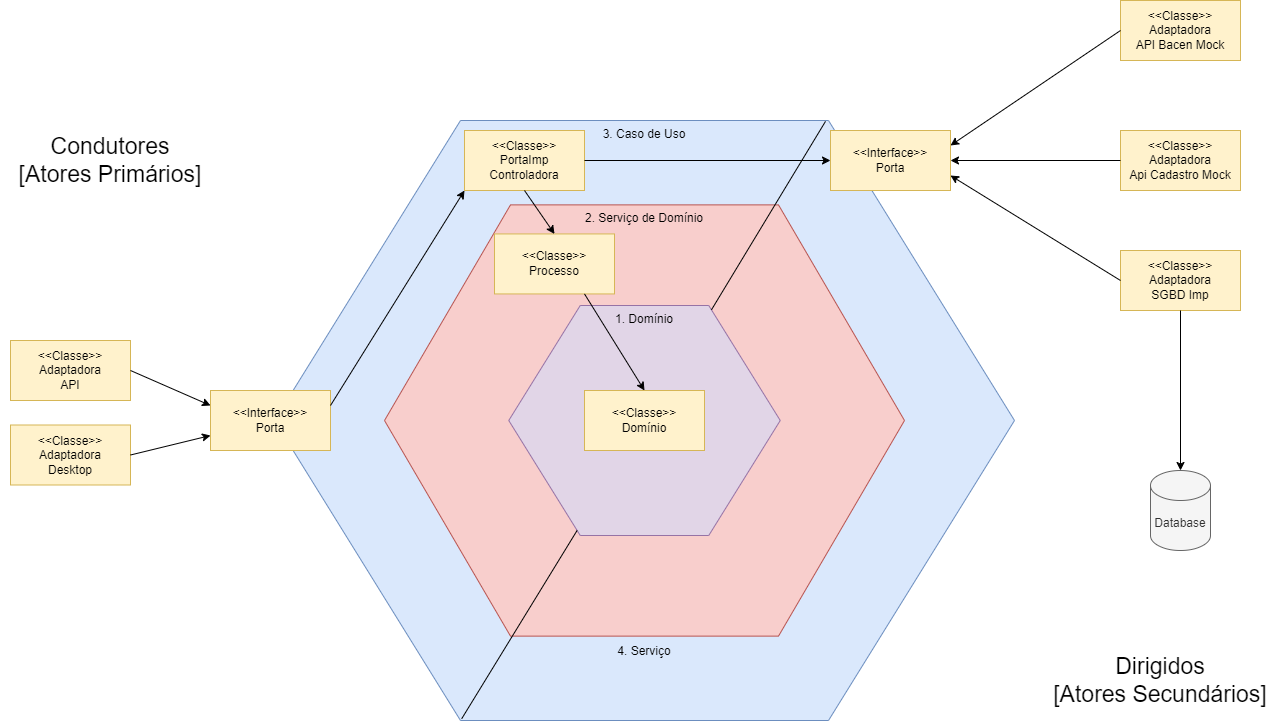 <<Classe>>
Adaptadora
API Bacen Mock
Condutores
[Atores Primários]
3. Caso de Uso
<<Classe>>
PortaImp
Controladora
<<Interface>>
Porta
<<Classe>>
Adaptadora
Api Cadastro Mock
2. Serviço de Domínio
<<Classe>>
Processo
<<Classe>>
Adaptadora
SGBD Imp
1. Domínio
<<Classe>>
Adaptadora
API
<<Interface>>
Porta
<<Classe>>
Domínio
<<Classe>>
Adaptadora
Desktop
Database
4. Serviço
Dirigidos
[Atores Secundários]